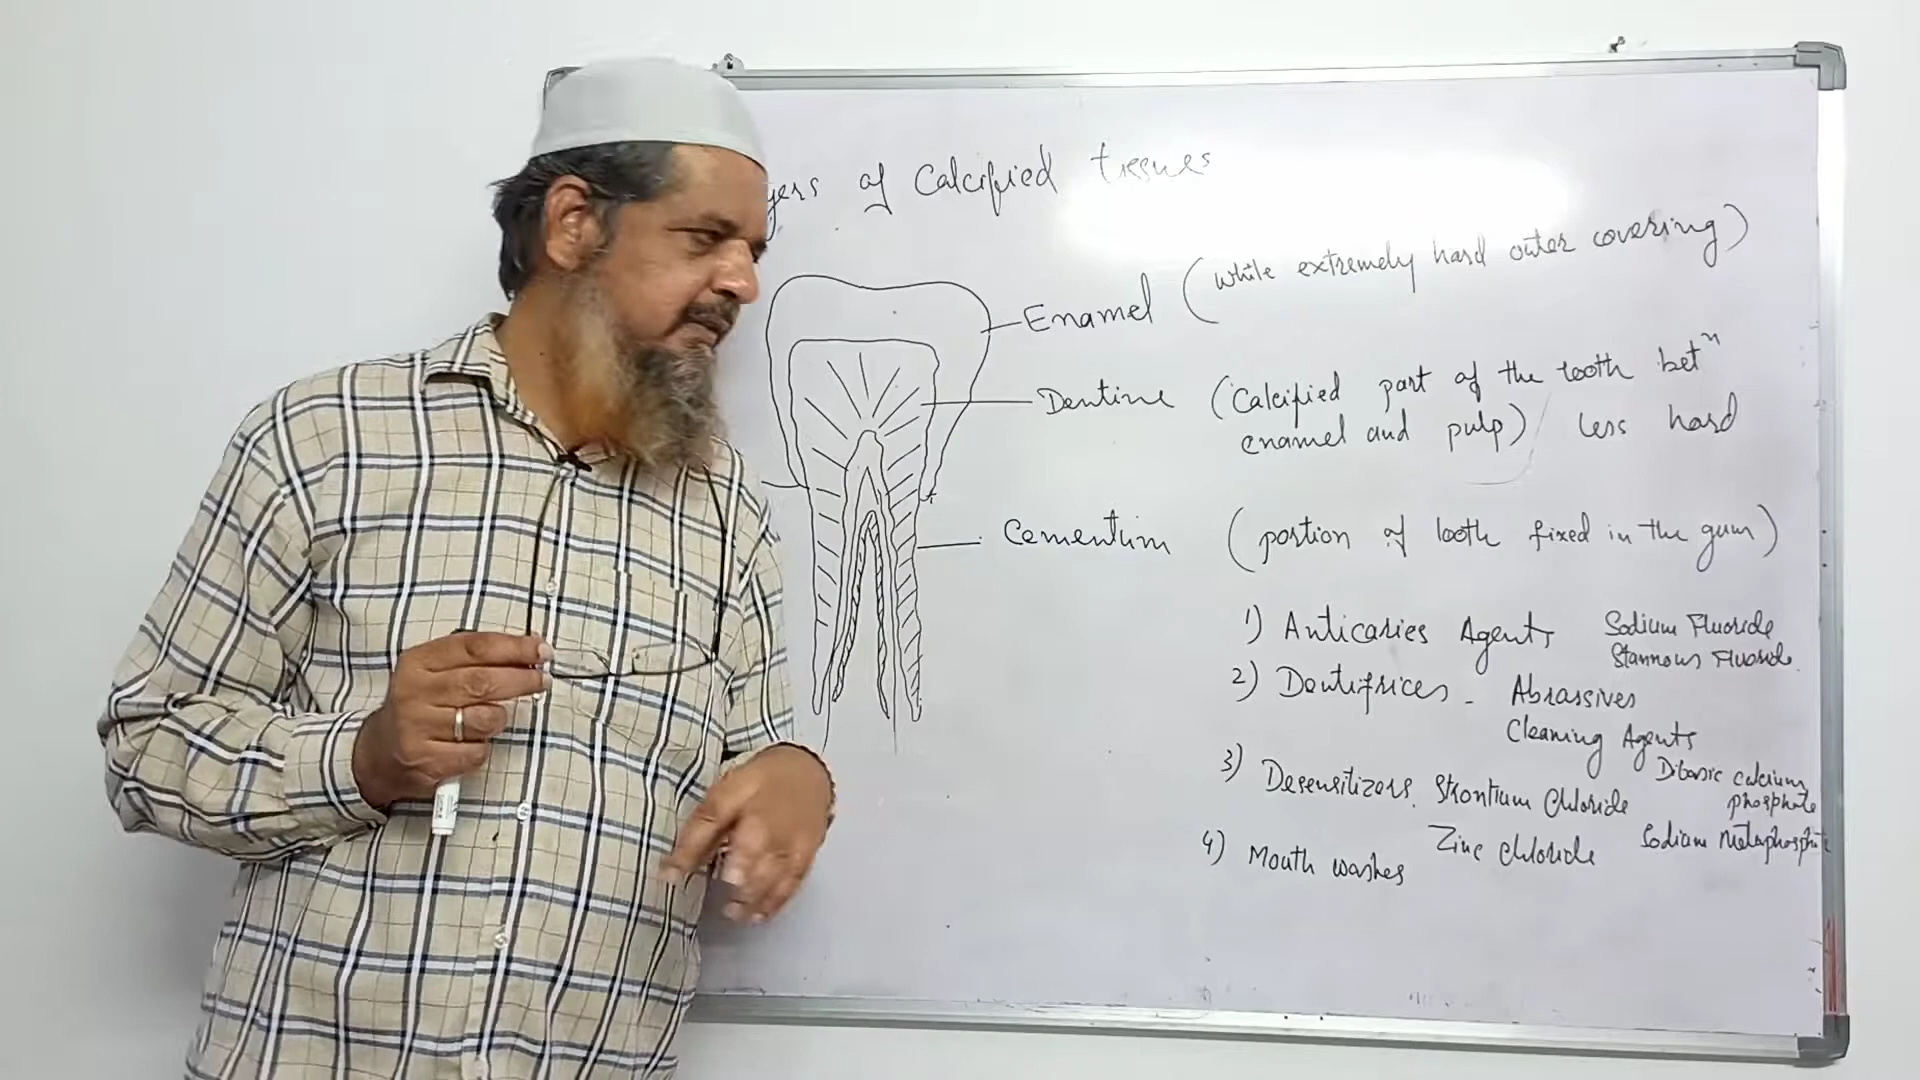 yers of Calcified tissues
Enamel (white extremely hard outer covering)
Dentine (Calcified part of the tooth betⁿ
enamel and pulp) less hard
Cementum (portion of tooth fixed in the gum)
1) Anticaries Agents Sodium Fluoride
Stannous Fluoride.
2) Dentifrices - Abrassives
Cleaning Agents
Dibasic calcium
phosphate
3) Desensitizers. Strontium Chloride
Zinc chloride Sodium Metaphosphate
4) Mouth washes